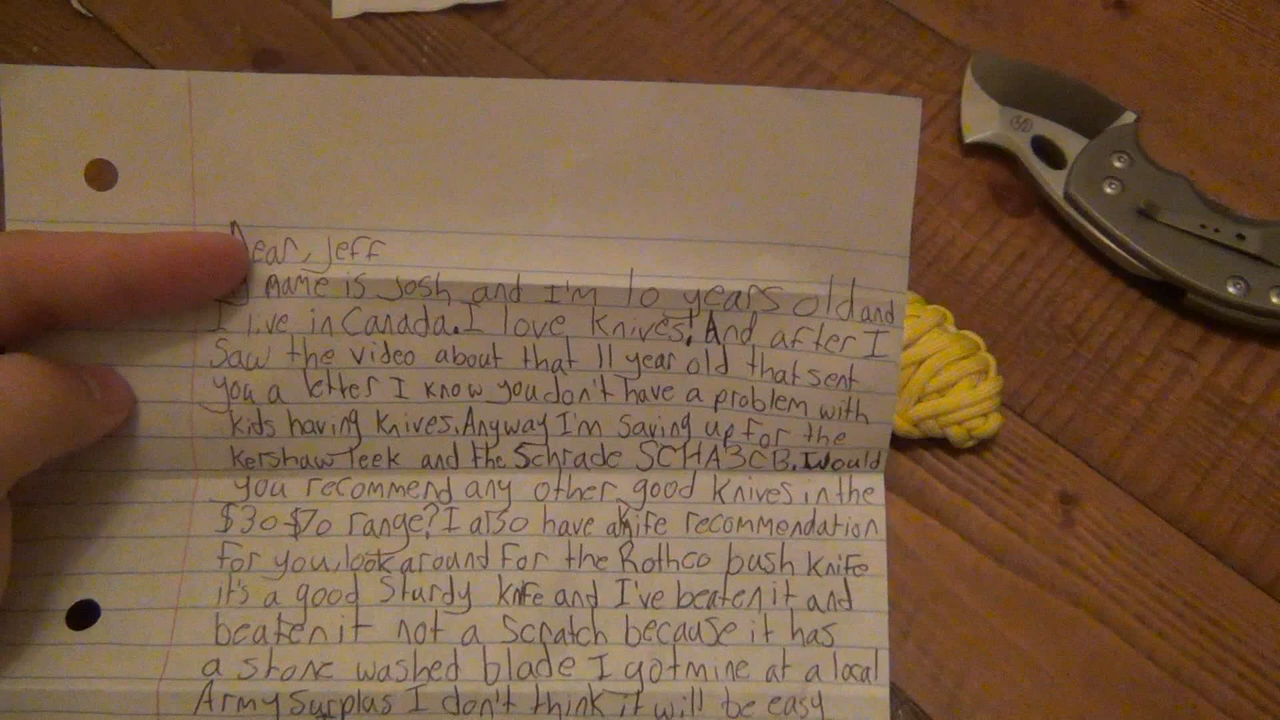 Dear, Jeff
name is Josh and I'm 10 years old and
I live in Canada. I love knives! And after I
Saw the video about that 11 year old that sent
you a letter I know you don't have a problem with
kids having knives. Anyway I'm saving up for the
Kershaw leek and the Schrade SCHA3CB. Would
you recommend any other good knives in the
$30-$70 range? I also have a knife recommendation
for you, look around for the Rothco bush knife
it's a good sturdy knife and I've beaten it and
beaten it not a scratch because it has
a stone washed blade I got mine at a local
Army Surplus I don't think it will be easy